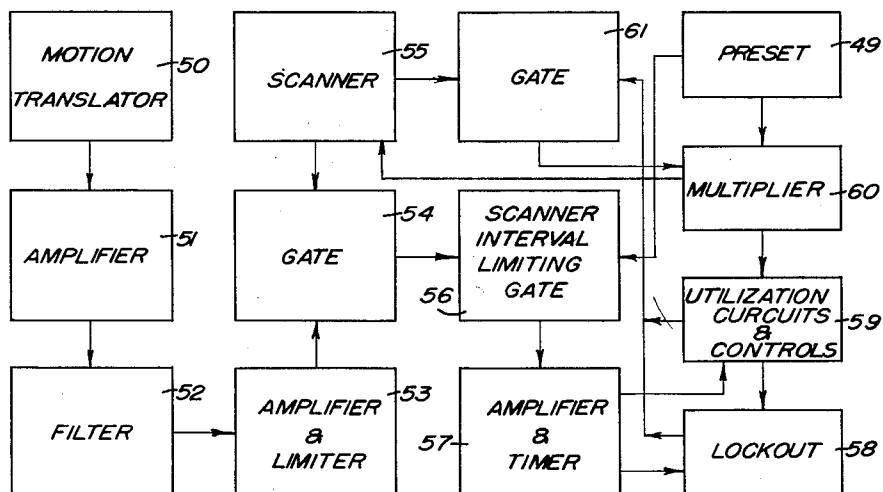 MOTION
TRANSLATOR
50
AMPLIFIER
51
FILTER
52
AMPLIFIER
&
LIMITER
53
SCANNER
55
GATE
54
GATE
61
SCANNER
INTERVAL
LIMITING
GATE
56
AMPLIFIER
&
TIMER
57
PRESET
49
MULTIPLIER
60
UTILIZATION
CURCUITS
&
CONTROLS
59
LOCKOUT
58